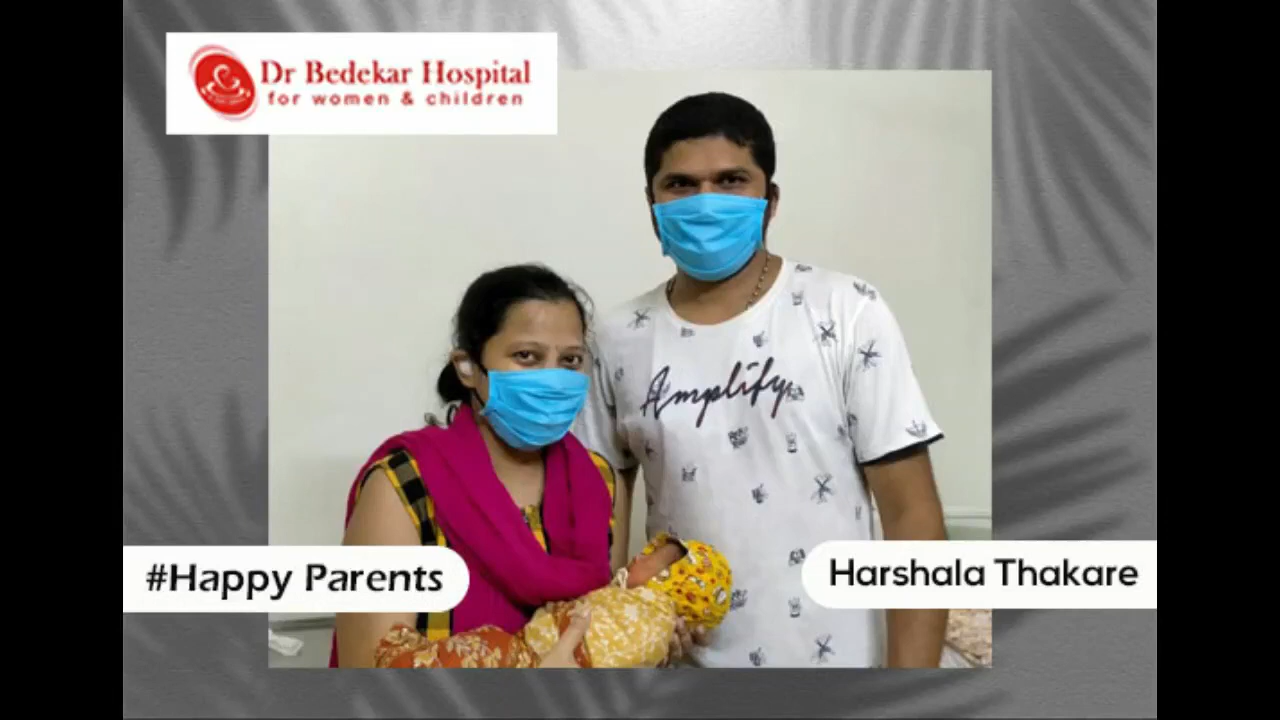 Dr Bedekar Hospital
for women & children
Amplify
#Happy Parents
Harshala Thakare